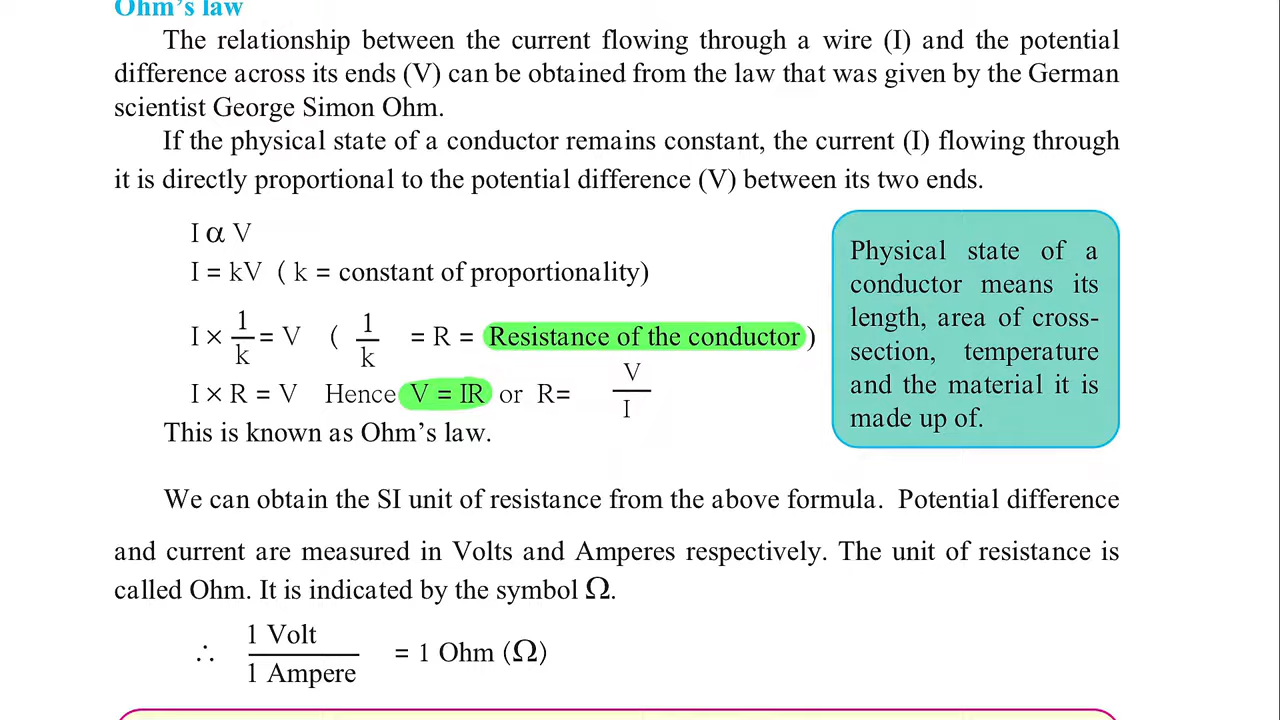 Ohm's law
The relationship between the current flowing through a wire (I) and the potential
difference across its ends (V) can be obtained from the law that was given by the German
scientist George Simon Ohm.
If the physical state of a conductor remains constant, the current (I) flowing through
it is directly proportional to the potential difference (V) between its two ends.
I α V
I = kV ( k = constant of proportionality)
I × 1/k = V ( 1/k = R = Resistance of the conductor )
I × R = V Hence V = IR or R= V/I
This is known as Ohm's law.
Physical state of a
conductor means its
length, area of cross-
section, temperature
and the material it is
made up of.
We can obtain the SI unit of resistance from the above formula. Potential difference
and current are measured in Volts and Amperes respectively. The unit of resistance is
called Ohm. It is indicated by the symbol Ω.
∴ 1 Volt / 1 Ampere = 1 Ohm (Ω)